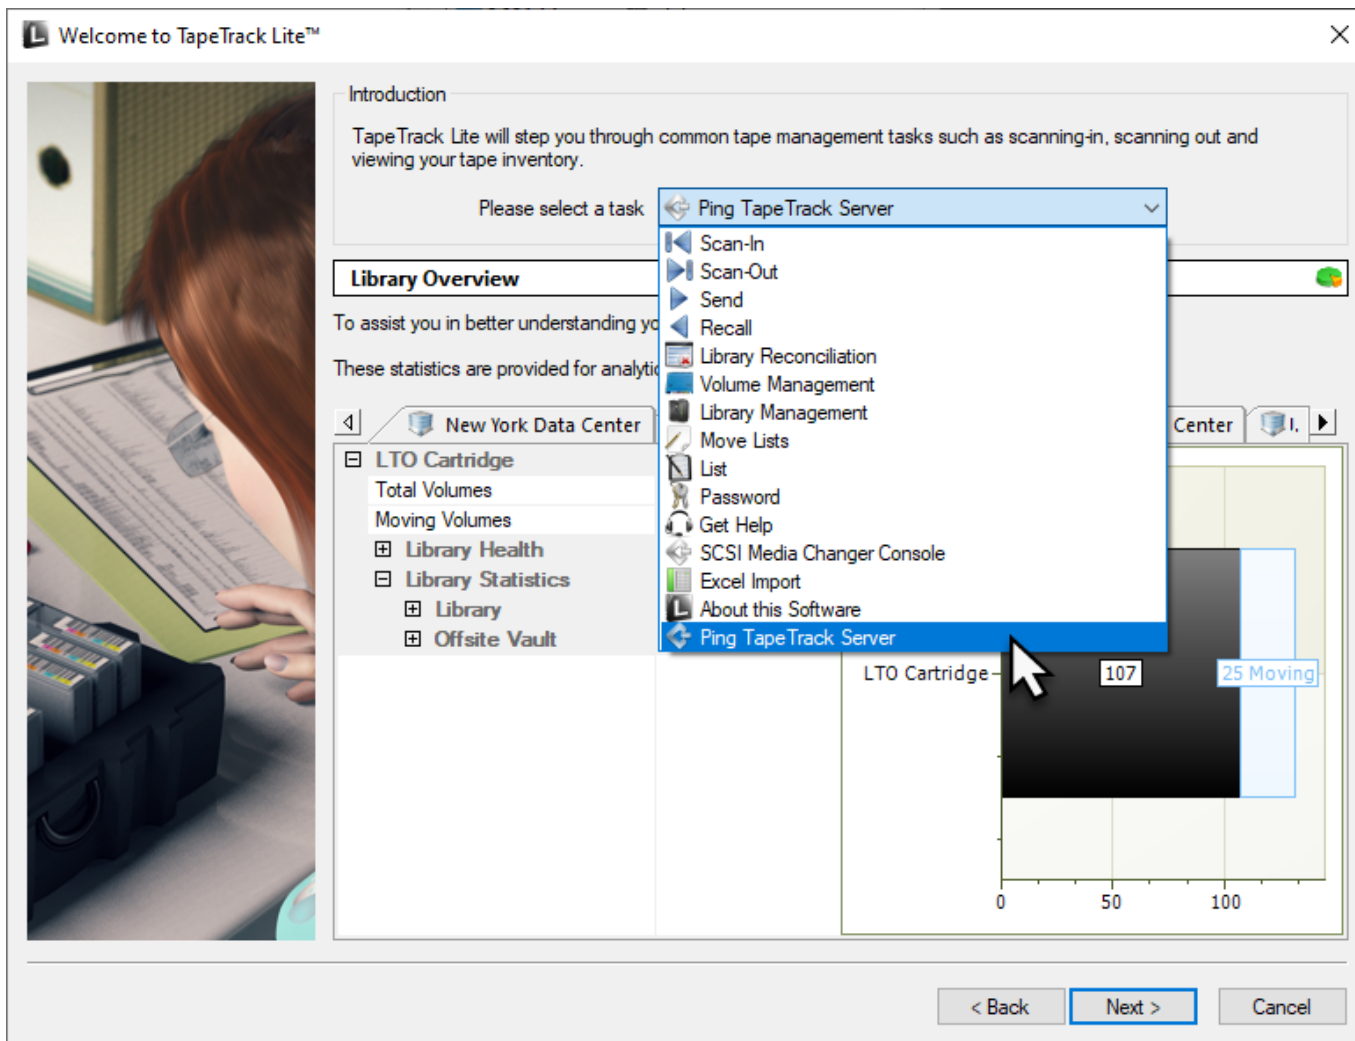 Welcome to TapeTrack Lite™
Introduction
TapeTrack Lite will step you through common tape management tasks such as scanning-in, scanning out and
viewing your tape inventory.
Please select a task
Ping TapeTrack Server
Scan-In
Scan-Out
Send
Recall
Library Reconciliation
Volume Management
Library Management
Move Lists
List
Password
Get Help
SCSI Media Changer Console
Excel Import
About this Software
Ping TapeTrack Server
Library Overview
To assist you in better understanding yo
These statistics are provided for analytic
New York Data Center
Center
LTO Cartridge
Total Volumes
Moving Volumes
Library Health
Library Statistics
Library
Offsite Vault
LTO Cartridge
107
25 Moving
0 50 100
< Back
Next >
Cancel